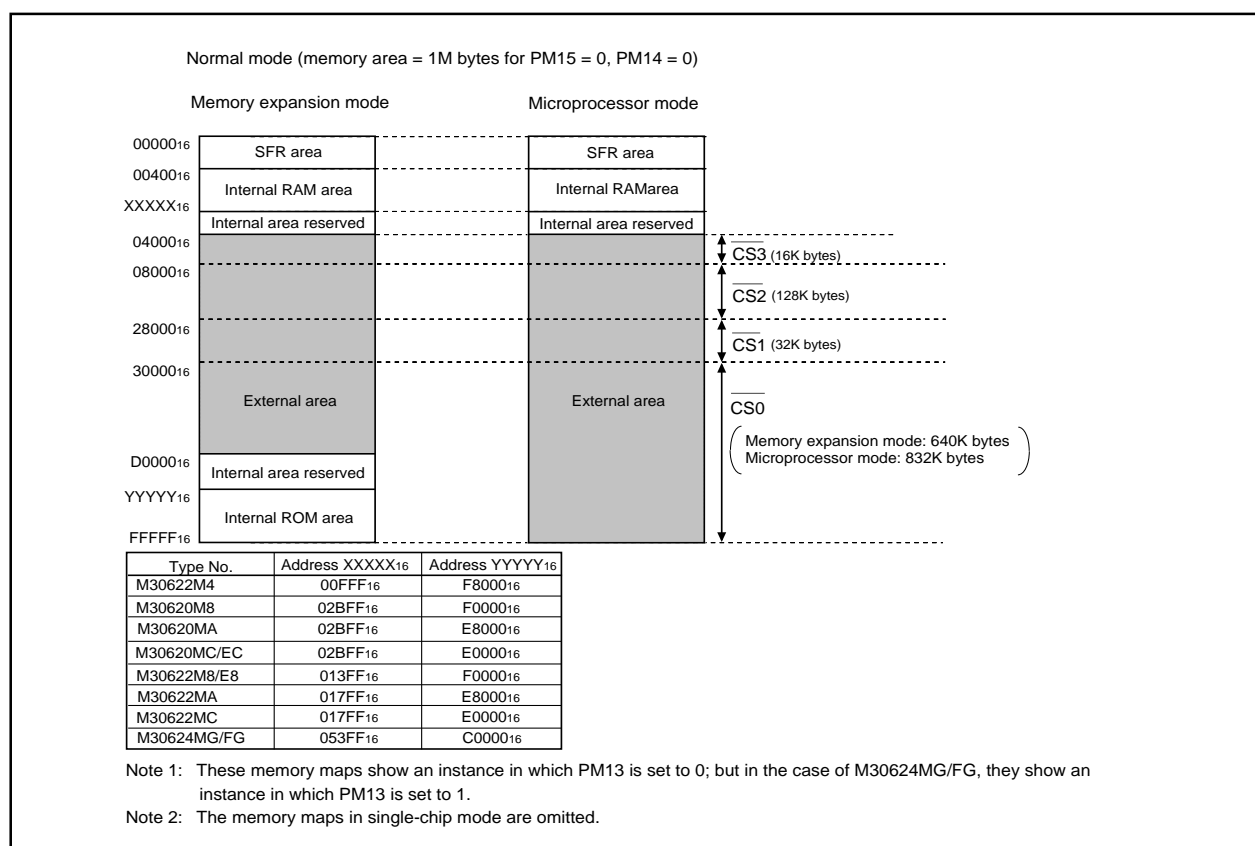 Normal mode (memory area = 1M bytes for PM15 = 0, PM14 = 0)
Memory expansion mode
Microprocessor mode
0000016
SFR area
SFR area
0040016
Internal RAM area
Internal RAMarea
XXXXX16
Internal area reserved
Internal area reserved
0400016
CS3 (16K bytes)
0800016
CS2 (128K bytes)
2800016
CS1 (32K bytes)
3000016
External area
External area
CS0
Memory expansion mode: 640K bytes
Microprocessor mode: 832K bytes
D000016
Internal area reserved
YYYYY16
Internal ROM area
FFFFF16
Type No. Address XXXXX16 Address YYYYY16
M30622M4 00FFF16 F800016
M30620M8 02BFF16 F000016
M30620MA 02BFF16 E800016
M30620MC/EC 02BFF16 E000016
M30622M8/E8 013FF16 F000016
M30622MA 017FF16 E800016
M30622MC 017FF16 E000016
M30624MG/FG 053FF16 C000016
Note 1: These memory maps show an instance in which PM13 is set to 0; but in the case of M30624MG/FG, they show an
instance in which PM13 is set to 1.
Note 2: The memory maps in single-chip mode are omitted.